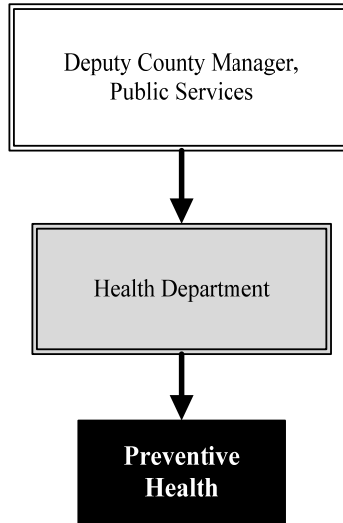 Deputy County Manager,
Public Services
Health Department
Preventive
Health